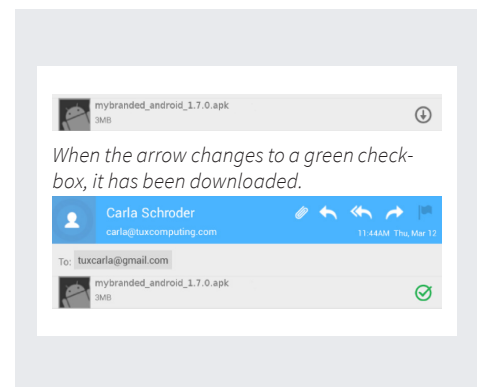 mybranded_android_1.7.0.apk
3MB
When the arrow changes to a green check-
box, it has been downloaded.
Carla Schroder
carla@tuxcomputing.com
11:44AM Thu, Mar 12
To: tuxcarla@gmail.com
mybranded_android_1.7.0.apk
3MB